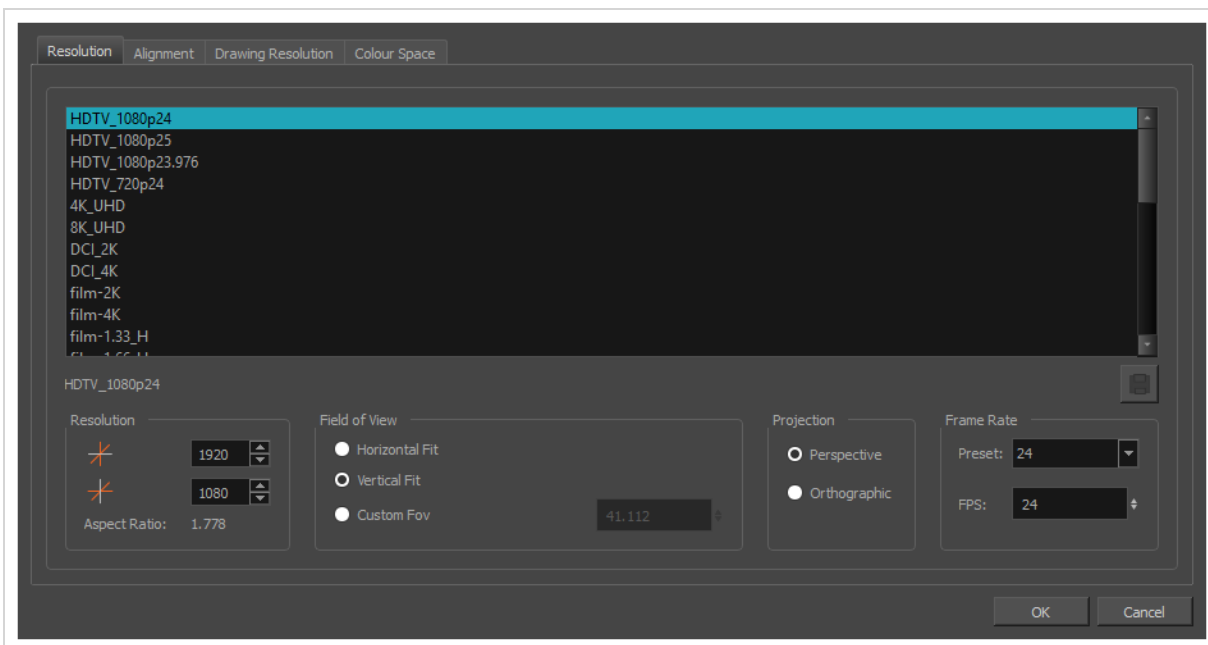 Resolution Alignment Drawing Resolution Colour Space
HDTV_1080p24
HDTV_1080p25
HDTV_1080p23.976
HDTV_720p24
4K_UHD
8K_UHD
DCI_2K
DCI_4K
film-2K
film-4K
film-1.33_H
HDTV_1080p24
Resolution Field of View Projection Frame Rate
1920 Horizontal Fit Perspective Preset: 24
1080 Vertical Fit Orthographic
Aspect Ratio: 1.778 Custom Fov 41.112 FPS: 24
OK Cancel